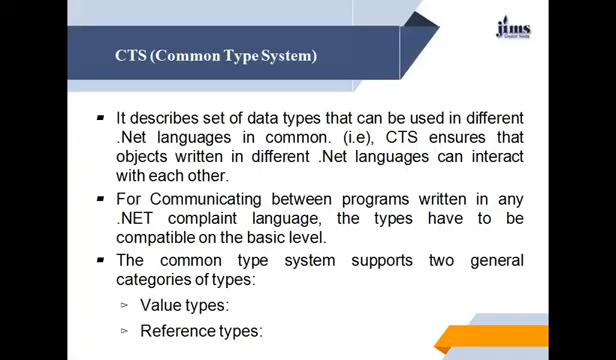 CTS (Common Type System)
jims
Greater Noida
It describes set of data types that can be used in different
.Net languages in common. (i.e), CTS ensures that
objects written in different .Net languages can interact
with each other.
For Communicating between programs written in any
.NET complaint language, the types have to be
compatible on the basic level.
The common type system supports two general
categories of types:
Value types:
Reference types: